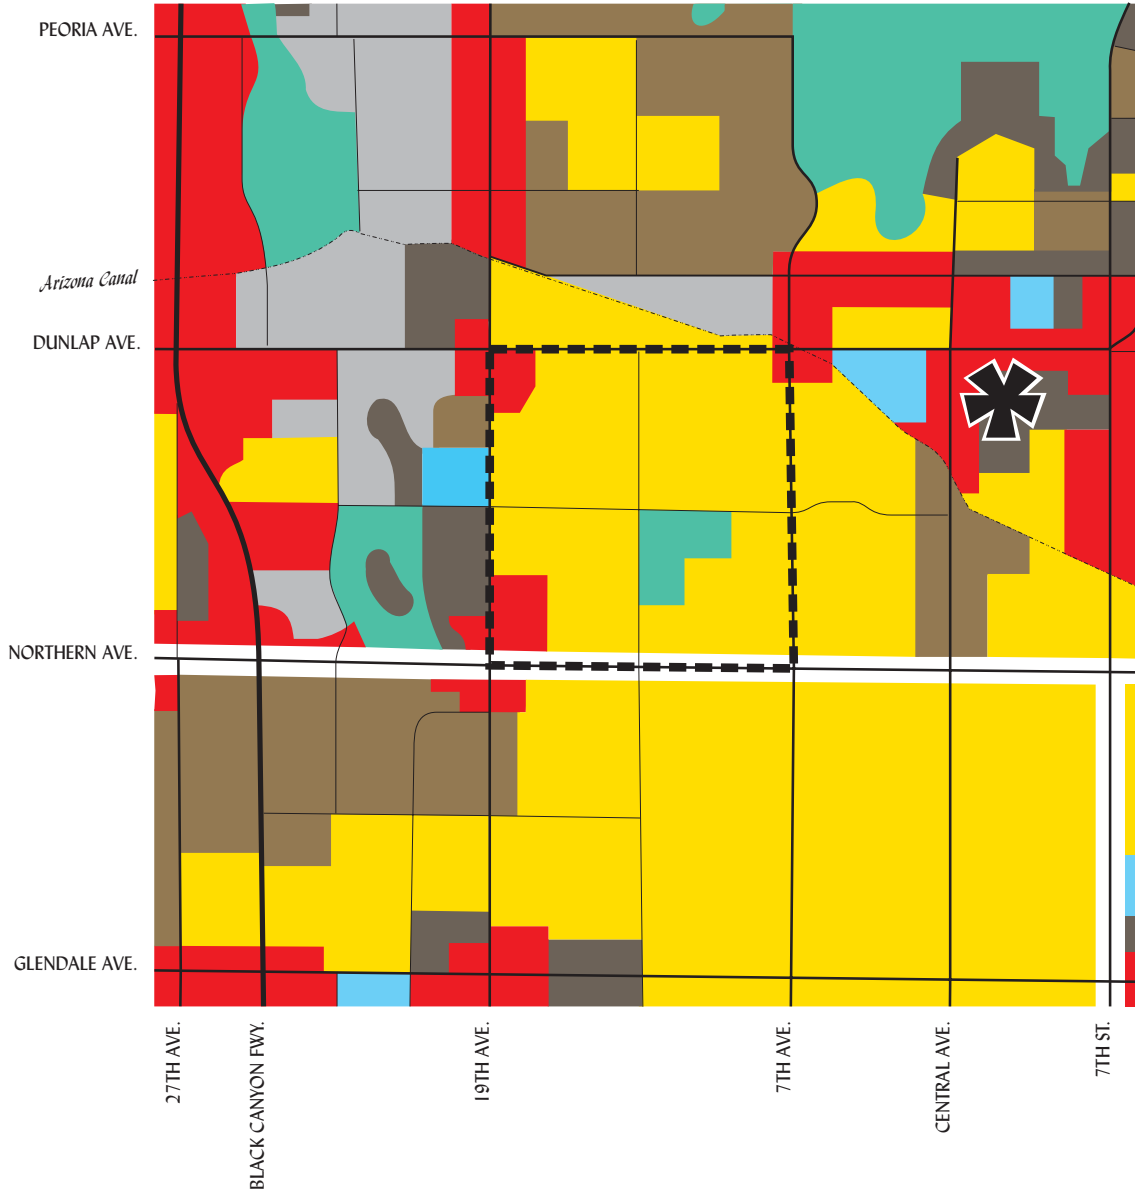 PEORIA AVE.
Arizona Canal
DUNLAP AVE.
NORTHERN AVE.
GLENDALE AVE.
27TH AVE.
BLACK CANYON FWY.
19TH AVE.
7TH AVE.
CENTRAL AVE.
7TH ST.